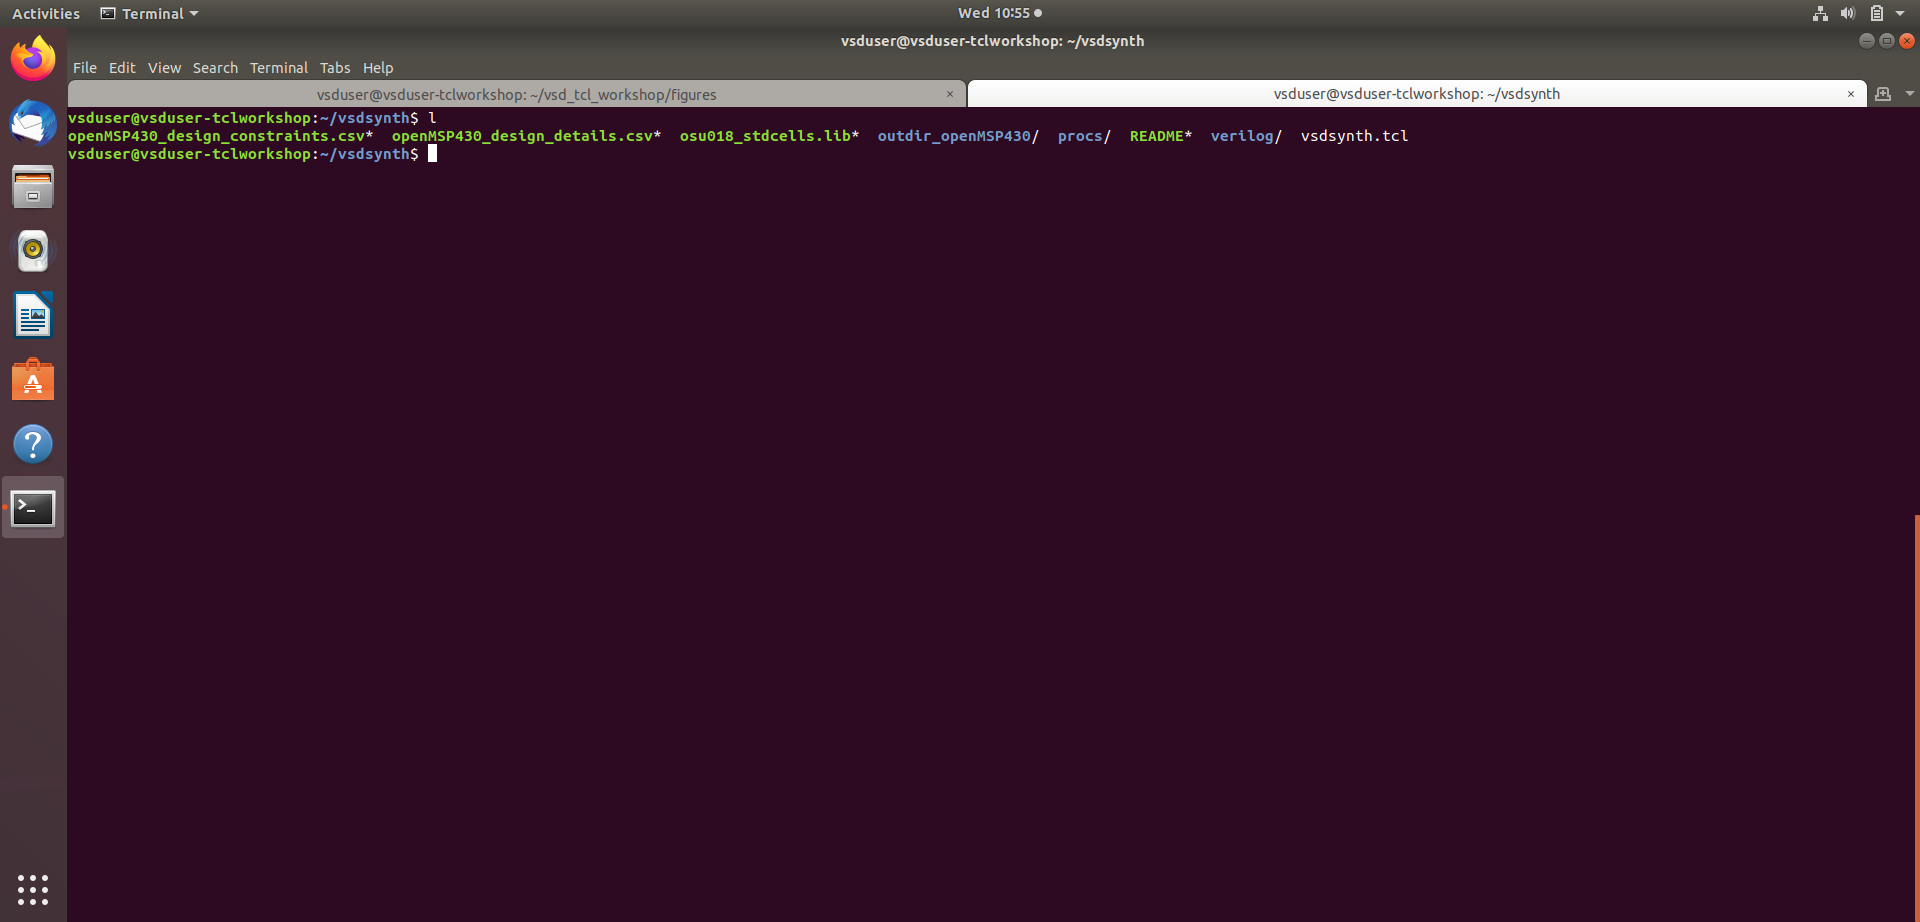 Activities Terminal Wed 10:55
vsduser@vsduser-tclworkshop: ~/vsdsynth
File Edit View Search Terminal Tabs Help
vsduser@vsduser-tclworkshop: ~/vsd_tcl_workshop/figures × vsduser@vsduser-tclworkshop: ~/vsdsynth ×
vsduser@vsduser-tclworkshop:~/vsdsynth$ l
openMSP430_design_constraints.csv* openMSP430_design_details.csv* osu018_stdcells.lib* outdir_openMSP430/ procs/ README* verilog/ vsdsynth.tcl
vsduser@vsduser-tclworkshop:~/vsdsynth$